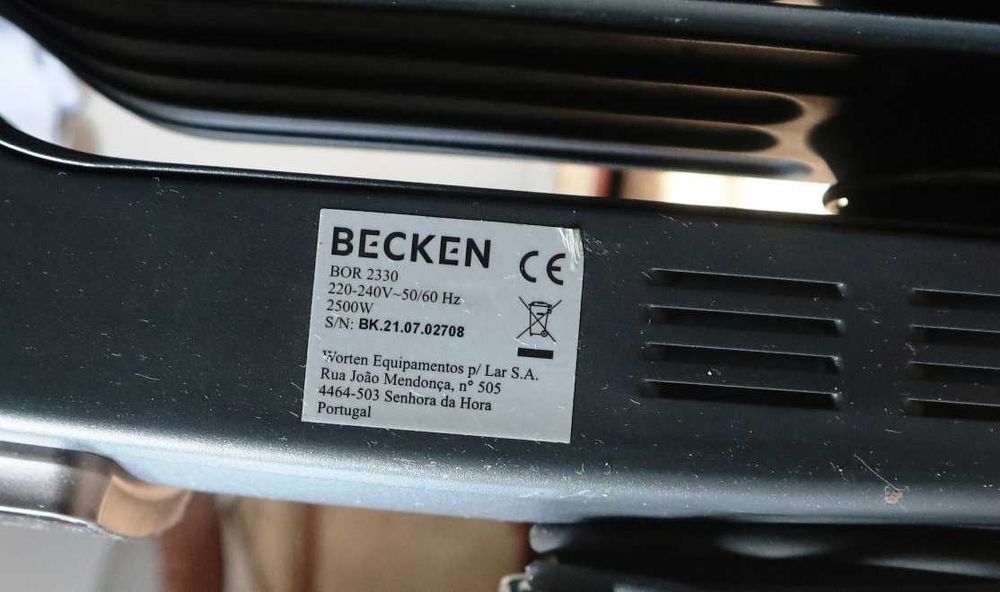 BECKEN
CE
BOR 2330
220-240V~50/60 Hz
2500W
S/N: BK.21.07.02708
Worten Equipamentos p/ Lar S.A.
Rua João Mendonça, nº 505
4464-503 Senhora da Hora
Portugal